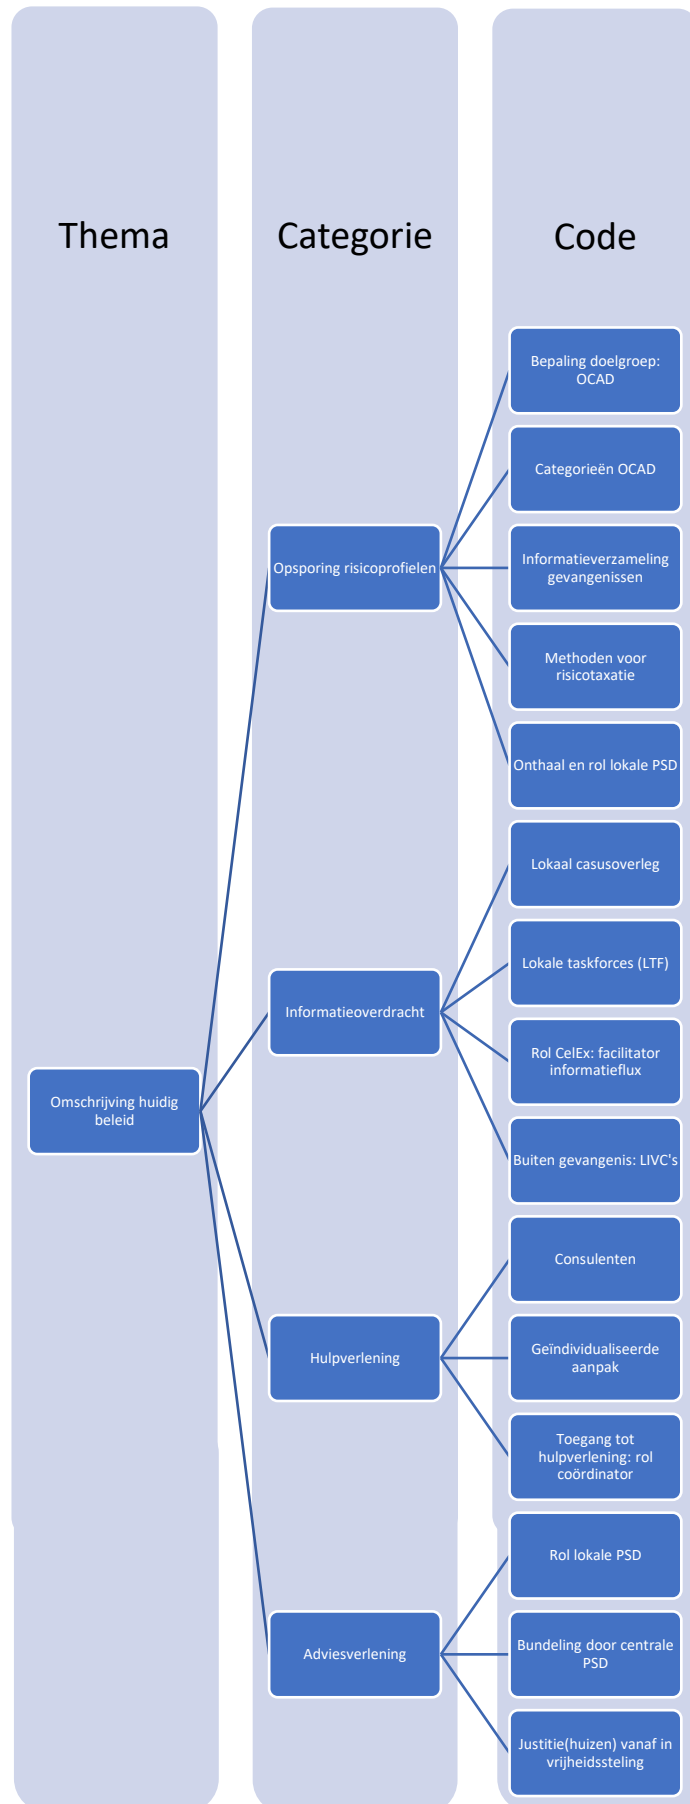 Thema
Categorie
Code
Omschrijving huidig
beleid
Opsporing risicoprofielen
Bepaling doelgroep:
OCAD
Categorieën OCAD
Informatieverzameling
gevangenissen
Methoden voor
risicotaxatie
Onthaal en rol lokale PSD
Informatieoverdracht
Lokaal casusoverleg
Lokale taskforces (LTF)
Rol CelEx: facilitator
informatieflux
Buiten gevangenis: LIVC's
Hulpverlening
Consulenten
Geïndividualiseerde
aanpak
Toegang tot
hulpverlening: rol
coördinator
Adviesverlening
Rol lokale PSD
Bundeling door centrale
PSD
Justitie(huizen) vanaf in
vrijheidssteling